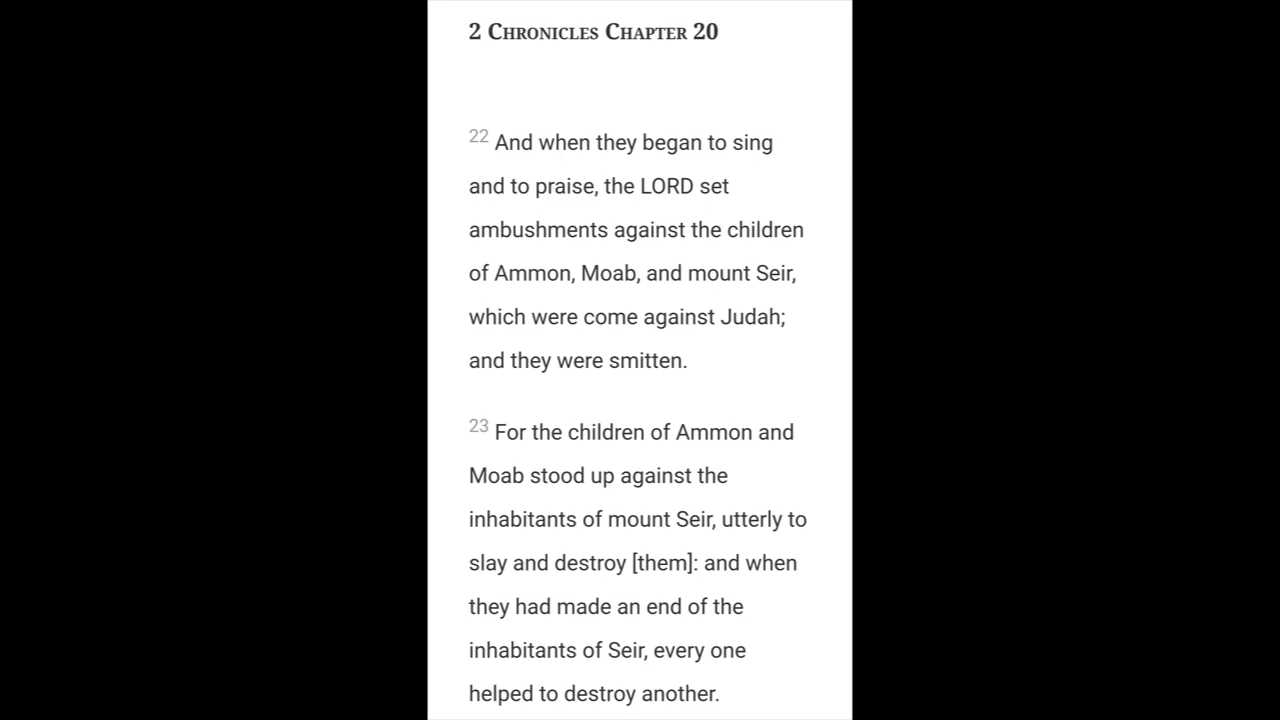 2 Chronicles Chapter 20
22 And when they began to sing
and to praise, the LORD set
ambushments against the children
of Ammon, Moab, and mount Seir,
which were come against Judah;
and they were smitten.
23 For the children of Ammon and
Moab stood up against the
inhabitants of mount Seir, utterly to
slay and destroy [them]: and when
they had made an end of the
inhabitants of Seir, every one
helped to destroy another.